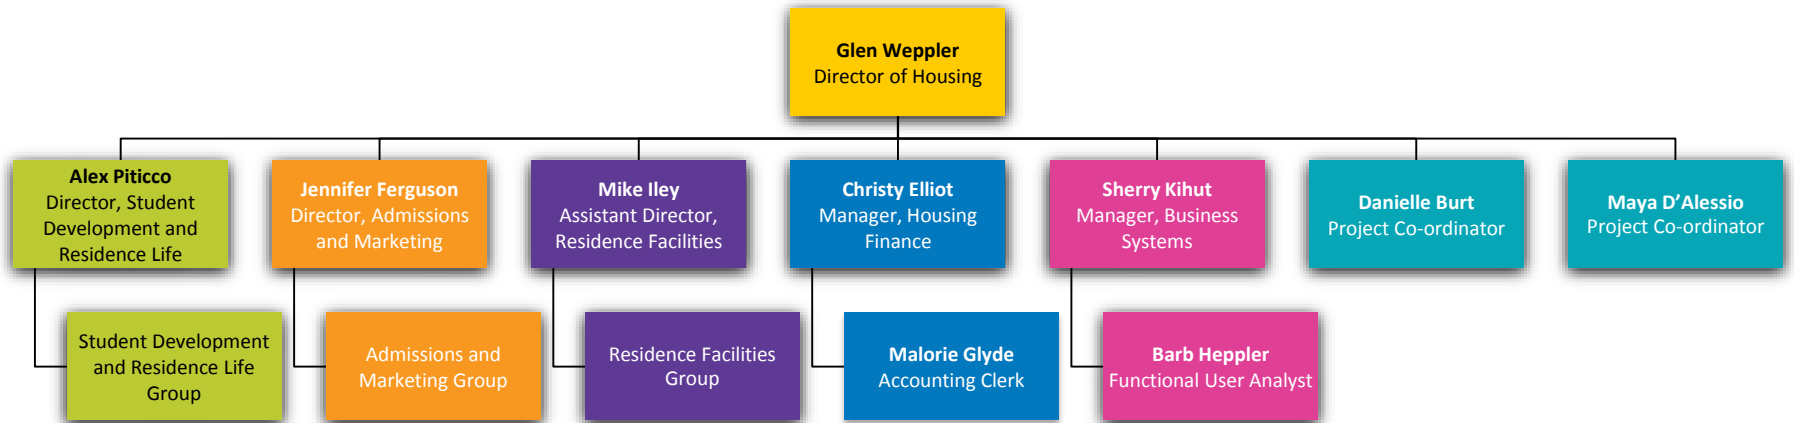 Glen Weppler
Director of Housing
Alex Piticco
Director, Student
Development and
Residence Life
Jennifer Ferguson
Director, Admissions
and Marketing
Mike Iley
Assistant Director,
Residence Facilities
Christy Elliot
Manager, Housing
Finance
Sherry Kihut
Manager, Business
Systems
Danielle Burt
Project Co-ordinator
Maya D’Alessio
Project Co-ordinator
Student Development
and Residence Life
Group
Admissions and
Marketing Group
Residence Facilities
Group
Malorie Glyde
Accounting Clerk
Barb Heppler
Functional User Analyst